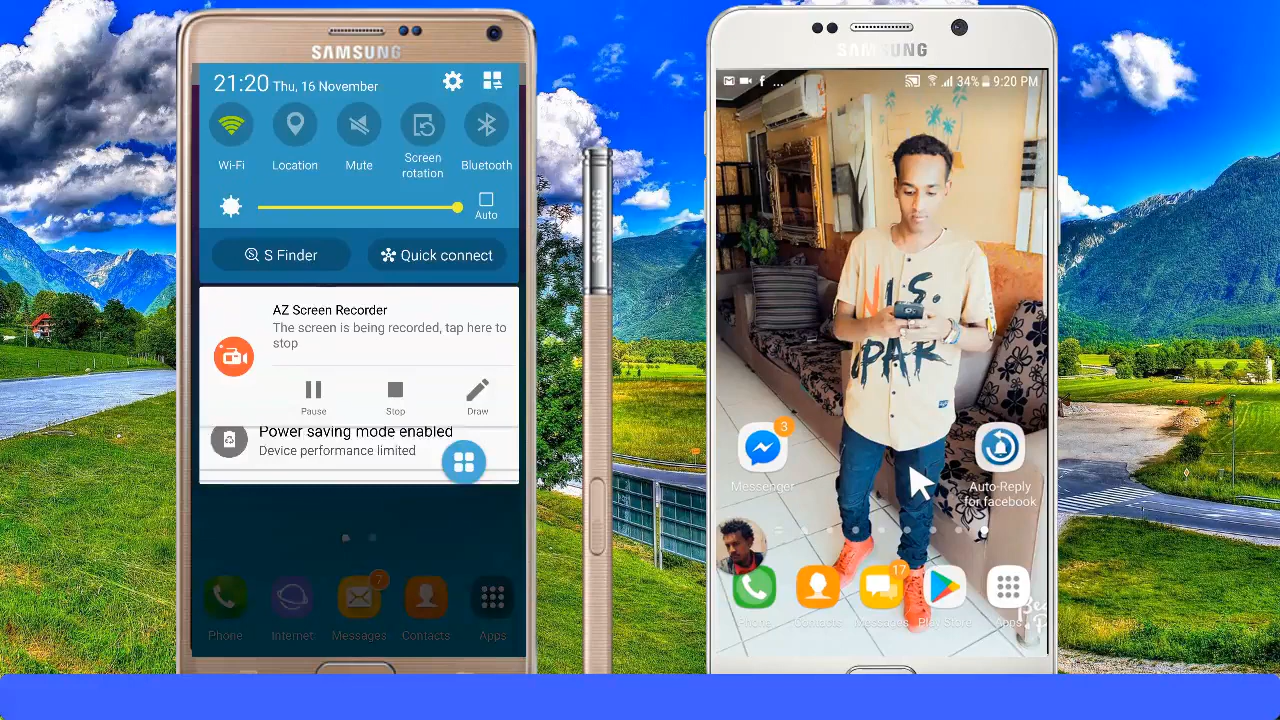 SAMSUNG
21:20 Thu, 16 November
Wi-Fi
Location
Mute
Screen
rotation
Bluetooth
Auto
S Finder
Quick connect
AZ Screen Recorder
The screen is being recorded, tap here to
stop
Pause
Stop
Draw
Power saving mode enabled
Device performance limited
7
Phone
Internet
Messages
Contacts
Apps
SAMSUNG
SAMSUNG
f ... 34% 9:20 PM
PAR
3
Messenger
Auto-Reply
for facebook
17
Phone
Contacts
Messages
Play Store
Apps